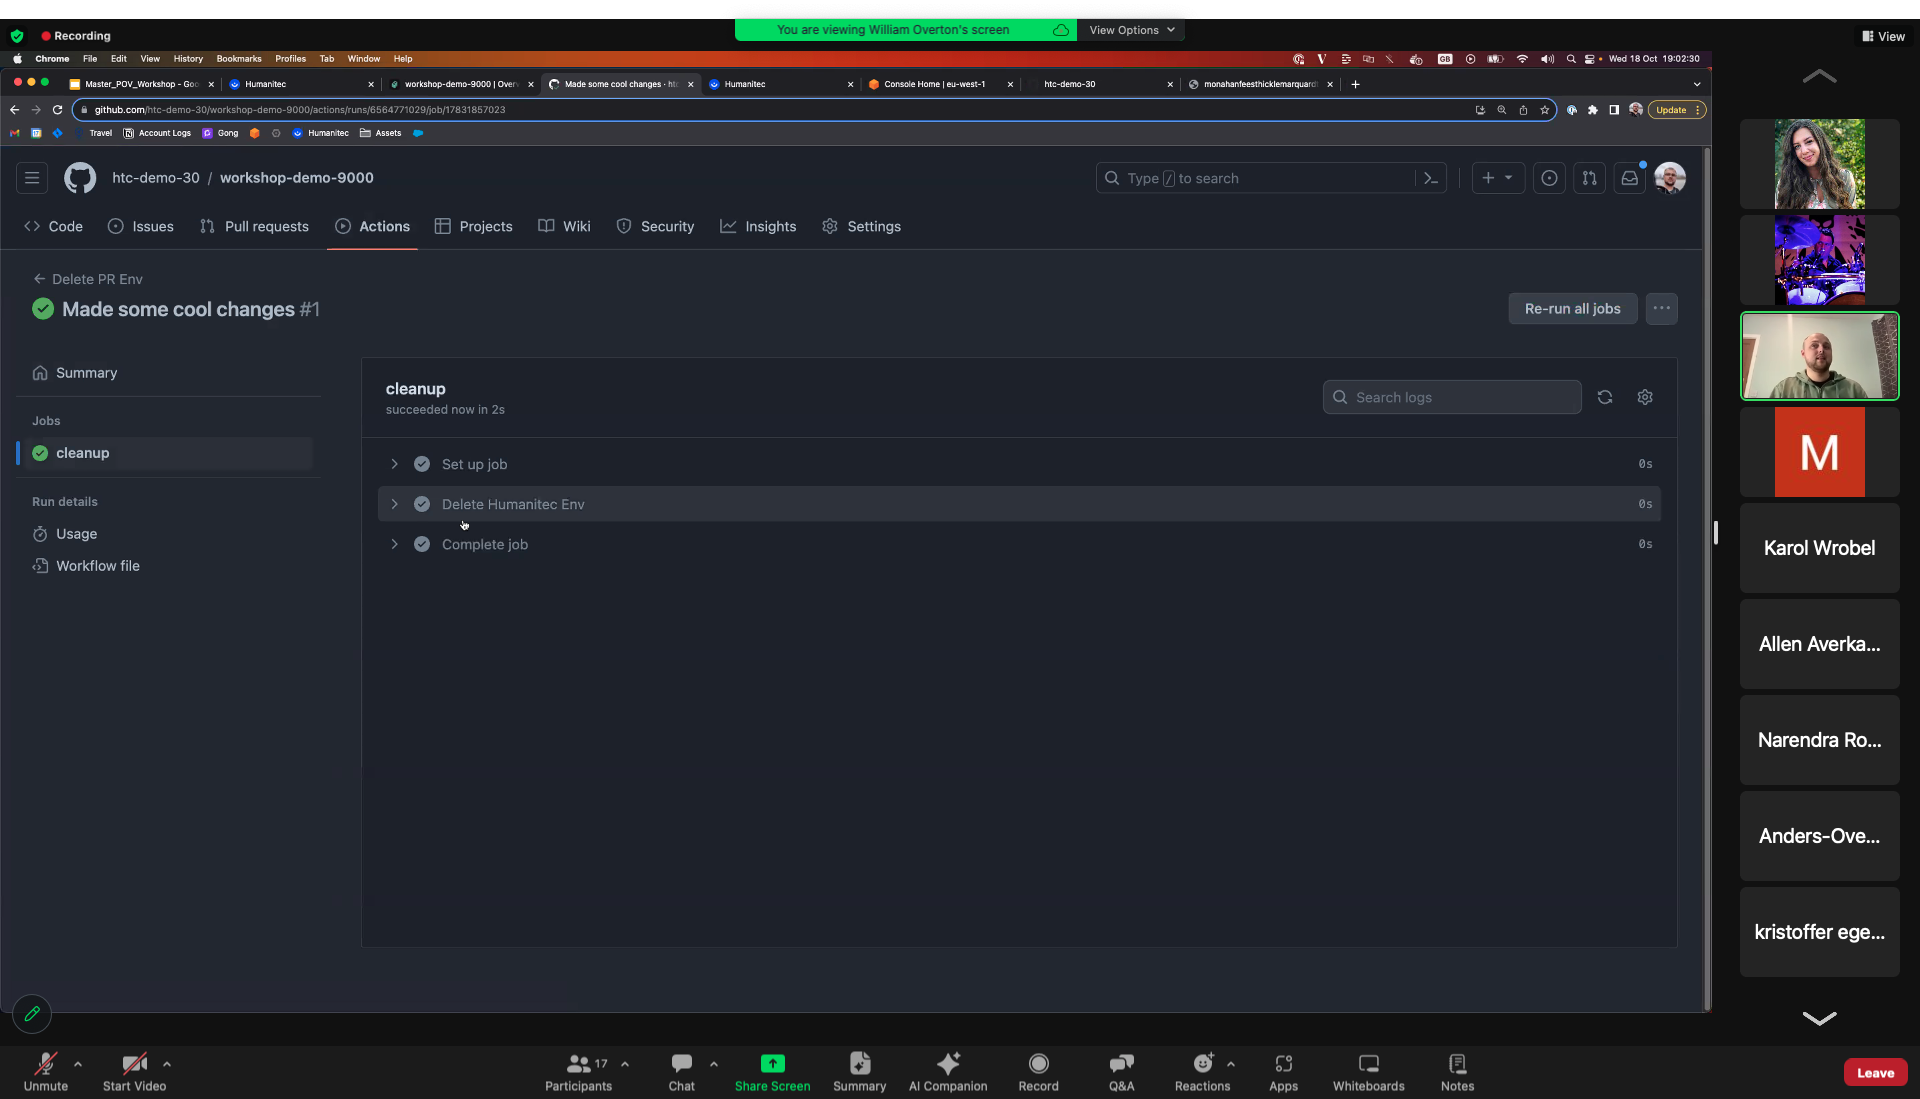 You are viewing William Overton's screen
View Options
Recording
View
Chrome File Edit View History Bookmarks Profiles Tab Window Help
Wed 18 Oct 19:02:30
Master_POV_Workshop - Goo
Humanitec
workshop-demo-9000 | Over
Made some cool changes · ht
Humanitec
Console Home | eu-west-1
htc-demo-30
monahanfeesthicklemarquard
github.com/htc-demo-30/workshop-demo-9000/actions/runs/6564771029/job/17831857023
Update
Travel
Account Logs
Gong
Humanitec
Assets
htc-demo-30 / workshop-demo-9000
Type / to search
Code
Issues
Pull requests
Actions
Projects
Wiki
Security
Insights
Settings
Delete PR Env
Made some cool changes #1
Re-run all jobs
Summary
Jobs
cleanup
Run details
Usage
Workflow file
cleanup
succeeded now in 2s
Search logs
Set up job 0s
Delete Humanitec Env 0s
Complete job 0s
M
Karol Wrobel
Allen Averka...
Narendra Ro...
Anders-Ove...
kristoffer ege...
Unmute
Start Video
17
Participants
Chat
Share Screen
Summary
AI Companion
Record
Q&A
Reactions
Apps
Whiteboards
Notes
Leave